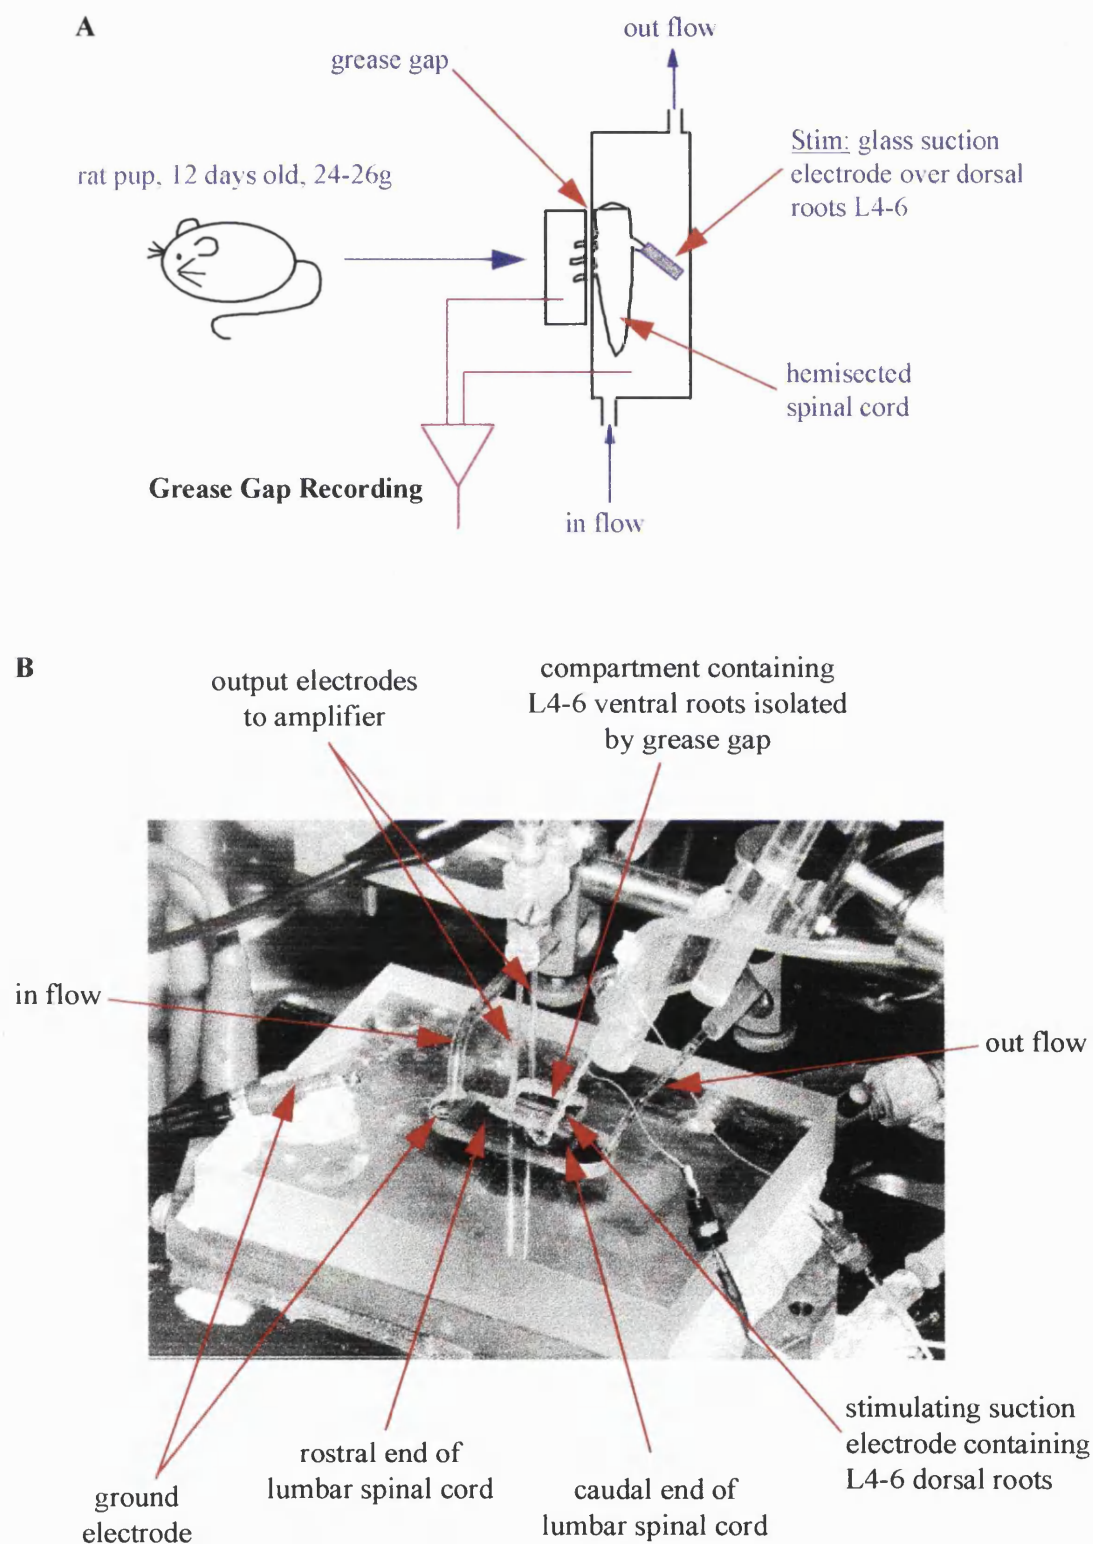 A
out flow
grease gap
Stim: glass suction
electrode over dorsal
roots L4-6
rat pup, 12 days old, 24-26g
hemisected
spinal cord
Grease Gap Recording
in flow
B
output electrodes
to amplifier
compartment containing
L4-6 ventral roots isolated
by grease gap
in flow
out flow
stimulating suction
electrode containing
L4-6 dorsal roots
rostral end of
lumbar spinal cord
caudal end of
lumbar spinal cord
ground
electrode